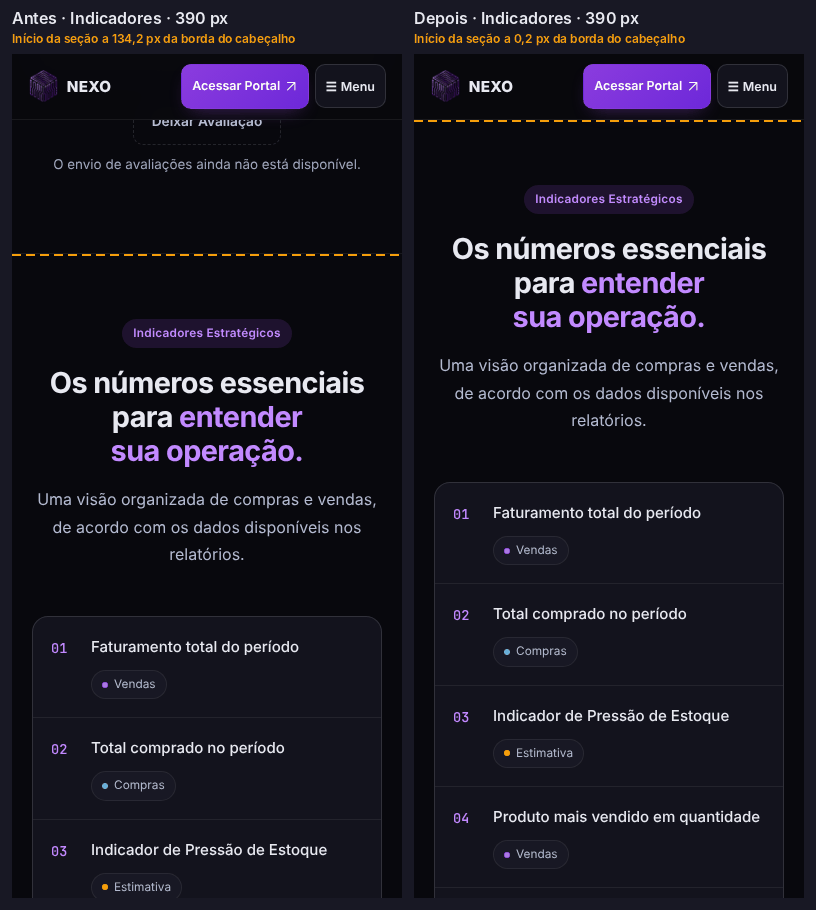 Antes · Indicadores · 390 px
Início da seção a 134,2 px da borda do cabeçalho
NEXO
Acessar Portal ↗
☰ Menu
Deixar Avaliação
O envio de avaliações ainda não está disponível.
Indicadores Estratégicos
Os números essenciais
para entender
sua operação.
Uma visão organizada de compras e vendas,
de acordo com os dados disponíveis nos
relatórios.
01 Faturamento total do período
Vendas
02 Total comprado no período
Compras
03 Indicador de Pressão de Estoque
Estimativa
Depois · Indicadores · 390 px
Início da seção a 0,2 px da borda do cabeçalho
NEXO
Acessar Portal ↗
☰ Menu
Indicadores Estratégicos
Os números essenciais
para entender
sua operação.
Uma visão organizada de compras e vendas,
de acordo com os dados disponíveis nos
relatórios.
01 Faturamento total do período
Vendas
02 Total comprado no período
Compras
03 Indicador de Pressão de Estoque
Estimativa
04 Produto mais vendido em quantidade
Vendas